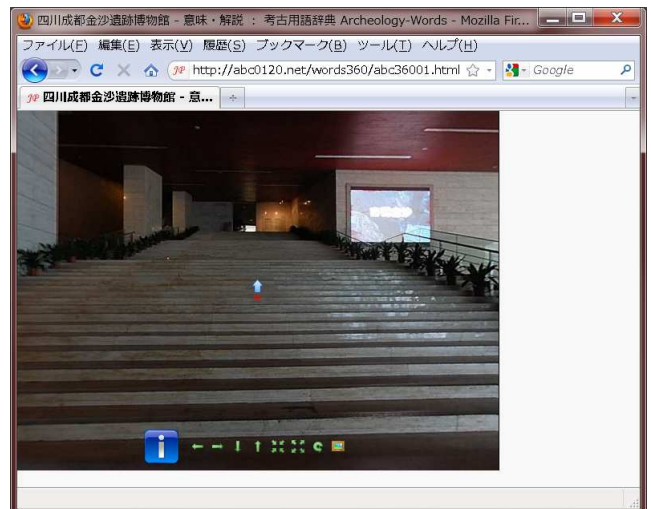 四川成都金沙遺跡博物館 - 意味・解説 ： 考古用語辞典 Archeology-Words - Mozilla Fir...
ファイル(F) 編集(E) 表示(V) 履歴(S) ブックマーク(B) ツール(T) ヘルプ(H)
http://abc0120.net/words360/abc36001.html
Google
四川成都金沙遺跡博物館 - 意...